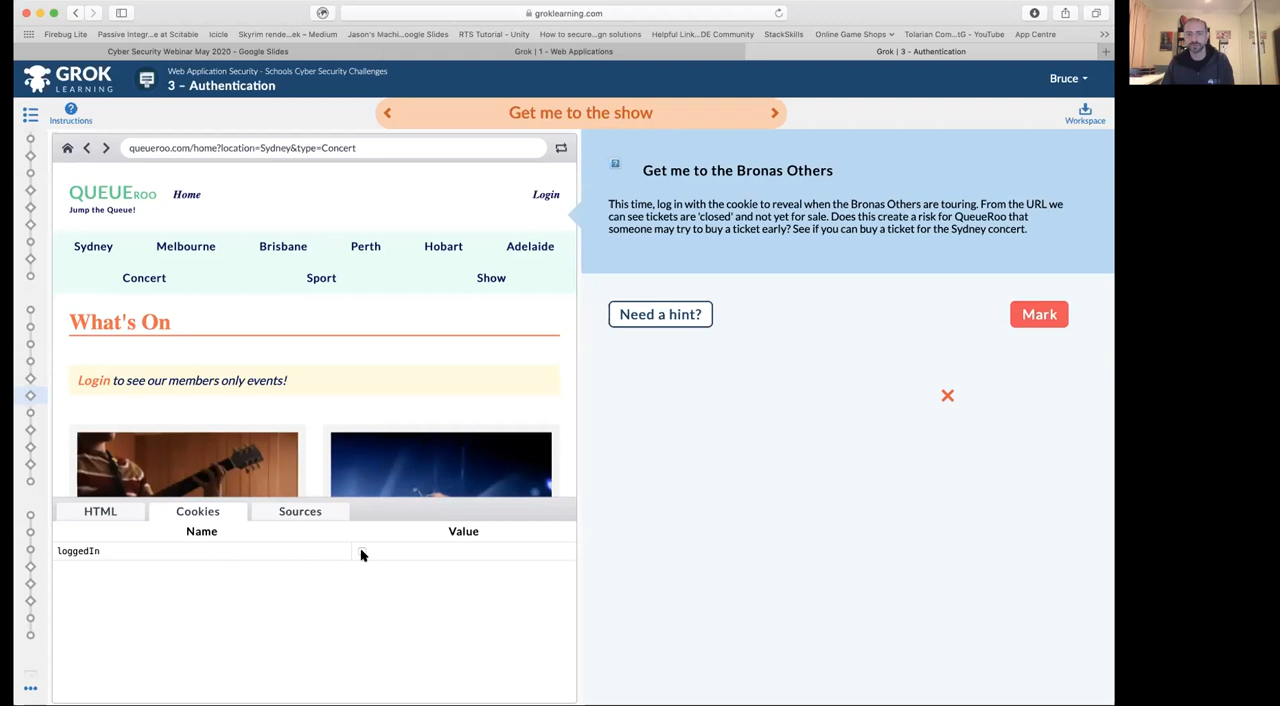 groklearning.com
Firebug Lite
Passive Integr...e at Scitable
Icicle
Skyrim rende...ek – Medium
Jason's Machi...oogle Slides
RTS Tutorial - Unity
How to secure...gn solutions
Helpful Link...DE Community
StackSkills
Online Game Shops
Tolarian Com...tG - YouTube
App Centre
Cyber Security Webinar May 2020 - Google Slides
Grok | 1 - Web Applications
Grok | 3 - Authentication
GROK
LEARNING
Web Application Security - Schools Cyber Security Challenges
3 – Authentication
Bruce
Instructions
Get me to the show
Workspace
queueroo.com/home?location=Sydney&type=Concert
QUEUEROO
Jump the Queue!
Home
Login
Sydney
Melbourne
Brisbane
Perth
Hobart
Adelaide
Concert
Sport
Show
What's On
Login to see our members only events!
HTML
Cookies
Sources
Name
Value
loggedIn
Get me to the Bronas Others
This time, log in with the cookie to reveal when the Bronas Others are touring. From the URL we
can see tickets are 'closed' and not yet for sale. Does this create a risk for QueueRoo that
someone may try to buy a ticket early? See if you can buy a ticket for the Sydney concert.
Need a hint?
Mark